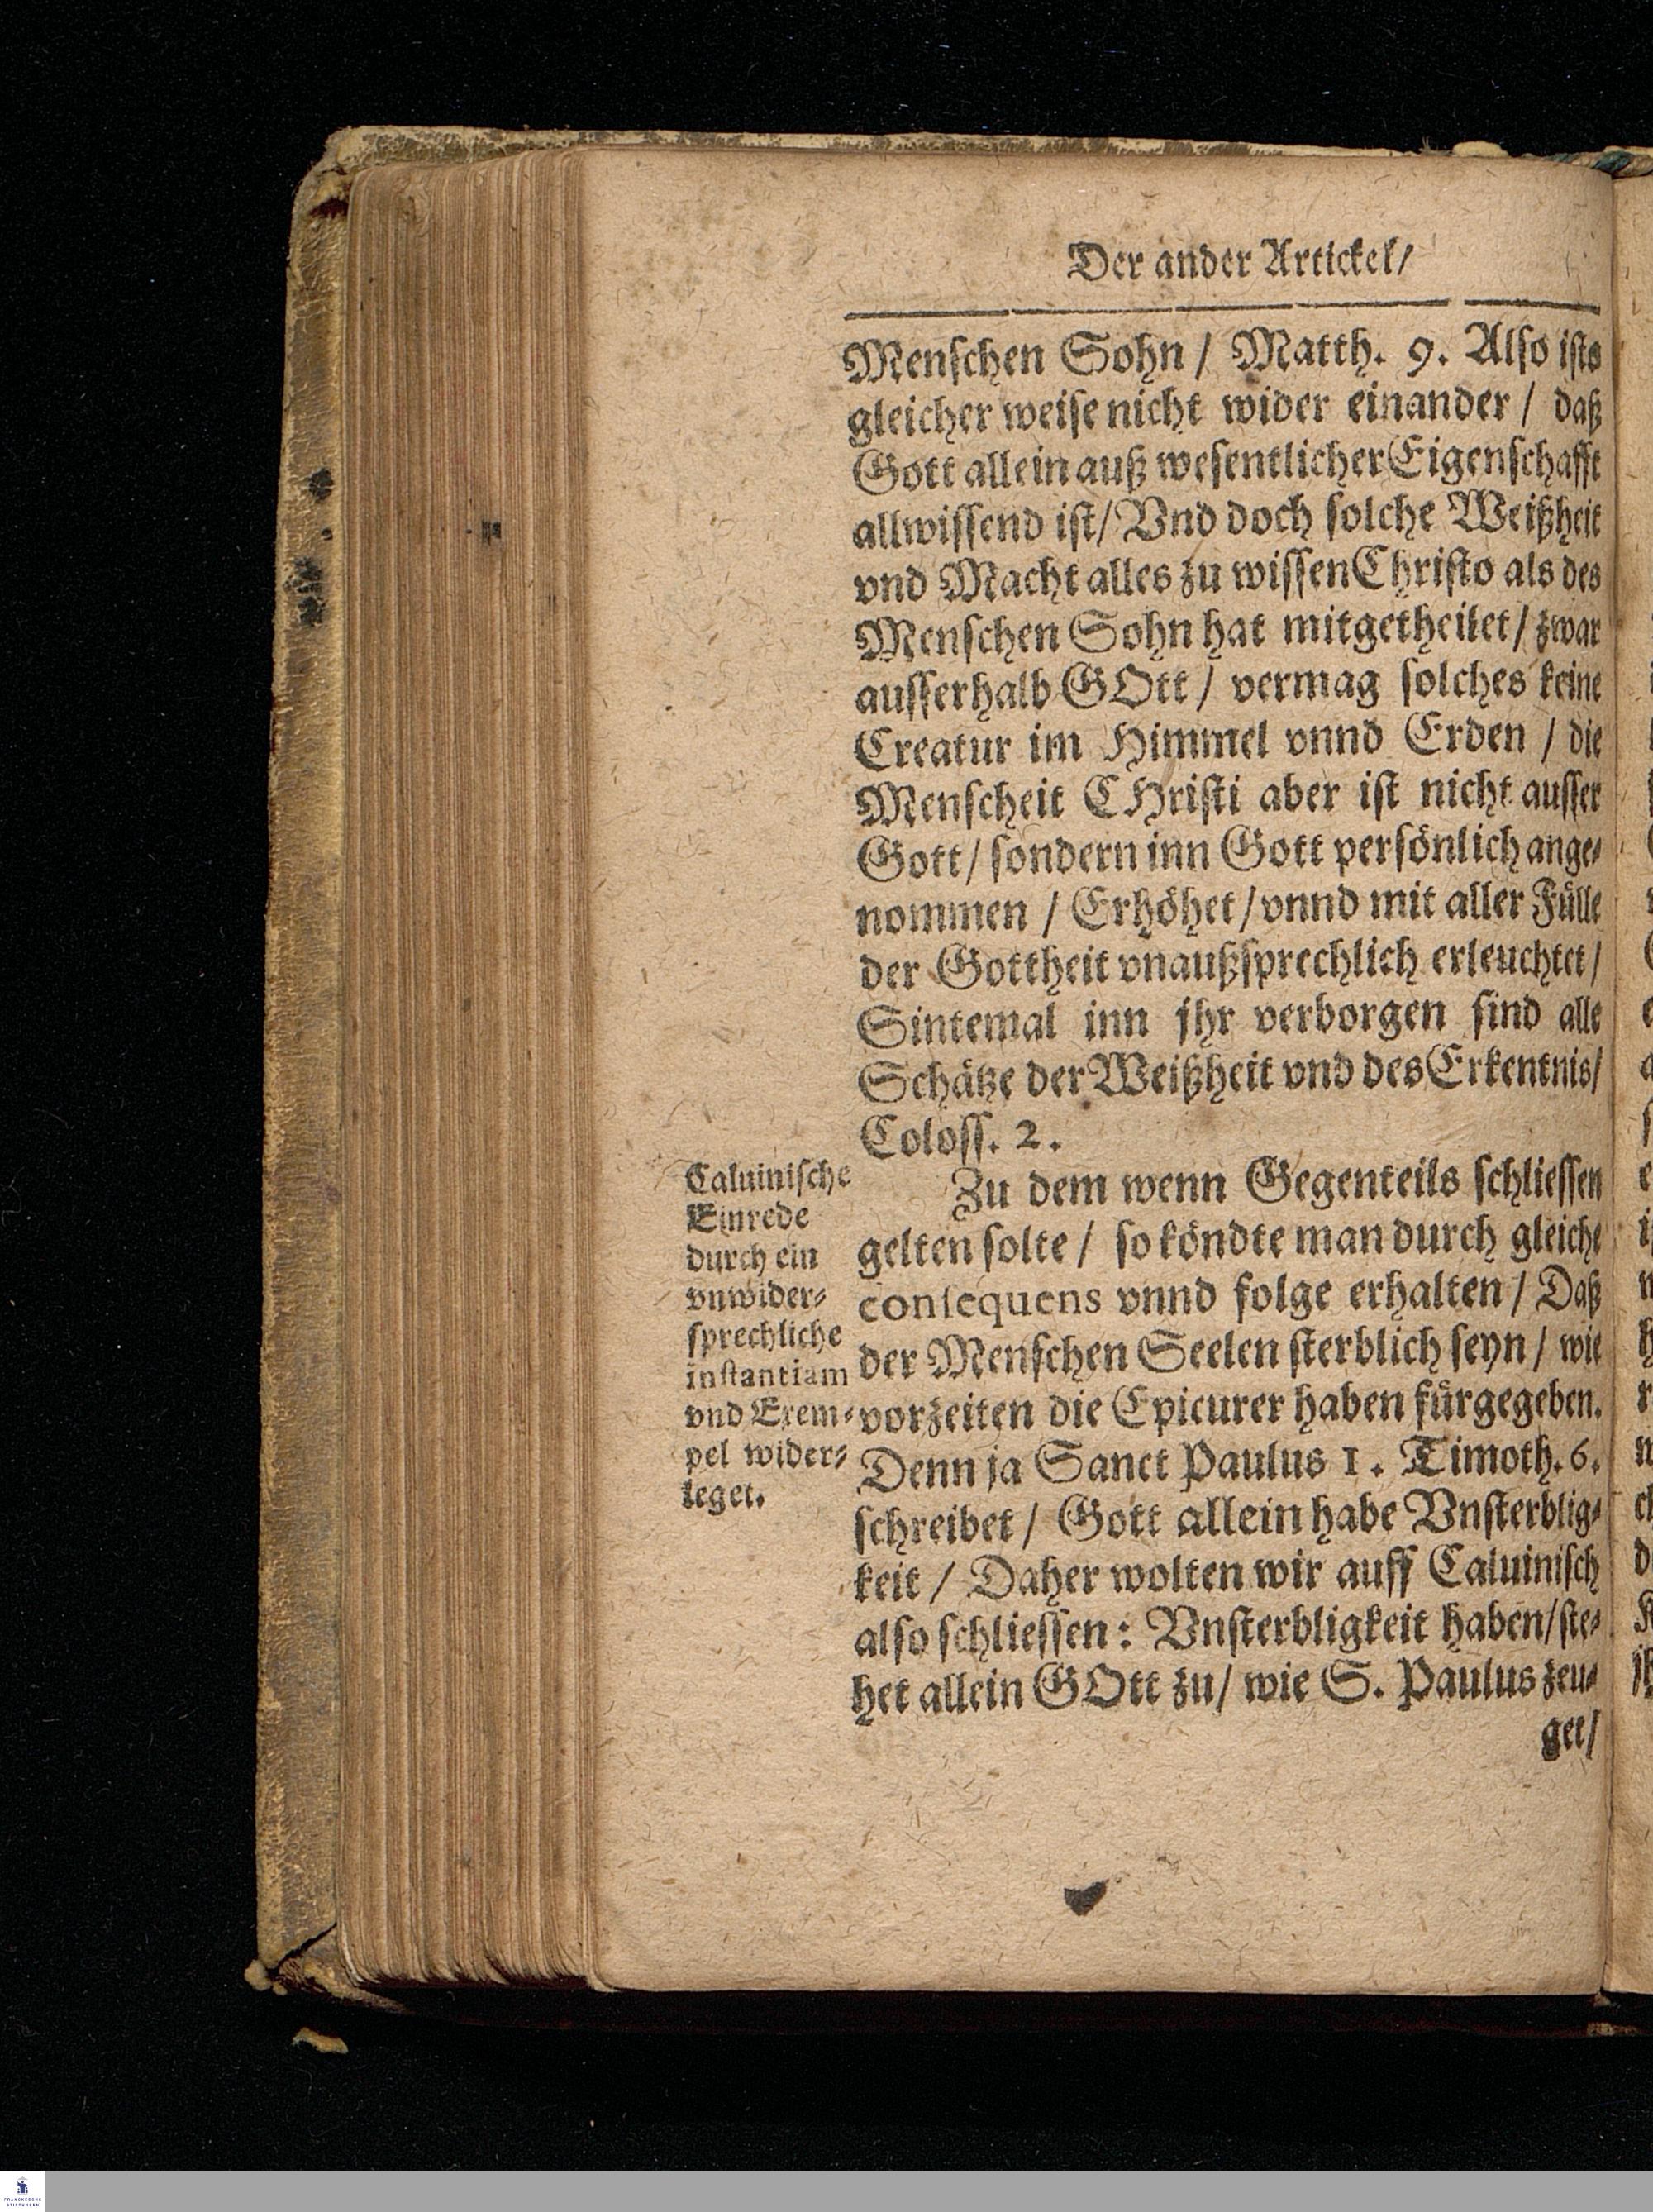 Der ander Artickel/
Menschen Sohn / Matth. 9. Also ists
gleicher weise nicht wider einander / daß
Gott allein auß wesentlicher Eigenschafft
allwissend ist / Vnd doch solche Weißheit
vnd Macht alles zu wissen Christo als des
Menschen Sohn hat mitgetheilet / zwar
ausserhalb GOtt / vermag solches keine
Creatur im Himmel vnnd Erden / die
Menscheit CHristi aber ist nicht ausser
Gott / sondern inn Gott persönlich ange-
nommen / Erhöhet / vnnd mit aller Fülle
der Gottheit vnaußsprechlich erleuchtet /
Sintemal inn jhr verborgen sind alle
Schätze der Weißheit vnd des Erkentnis /
Coloss. 2.
Zu dem wenn Gegenteils schliessen
gelten solte / so köndte man durch gleiche
consequens vnnd folge erhalten / Daß
der Menschen Seelen sterblich seyn / wie
vorzeiten die Epicurer haben fürgegeben.
Denn ja Sanct Paulus 1. Timoth. 6.
schreibet / Gott allein habe Vnsterblig-
keit / Daher wolten wir auff Caluinisch
also schliessen: Vnsterbligkeit haben / ste-
het allein GOtt zu / wie S. Paulus zeu-
get /
Caluinische
Einrede
durch ein
vnwider-
sprechliche
instantiam
vnd Exem-
pel wider-
leget.
FRANCKESCHE
STIFTUNGEN